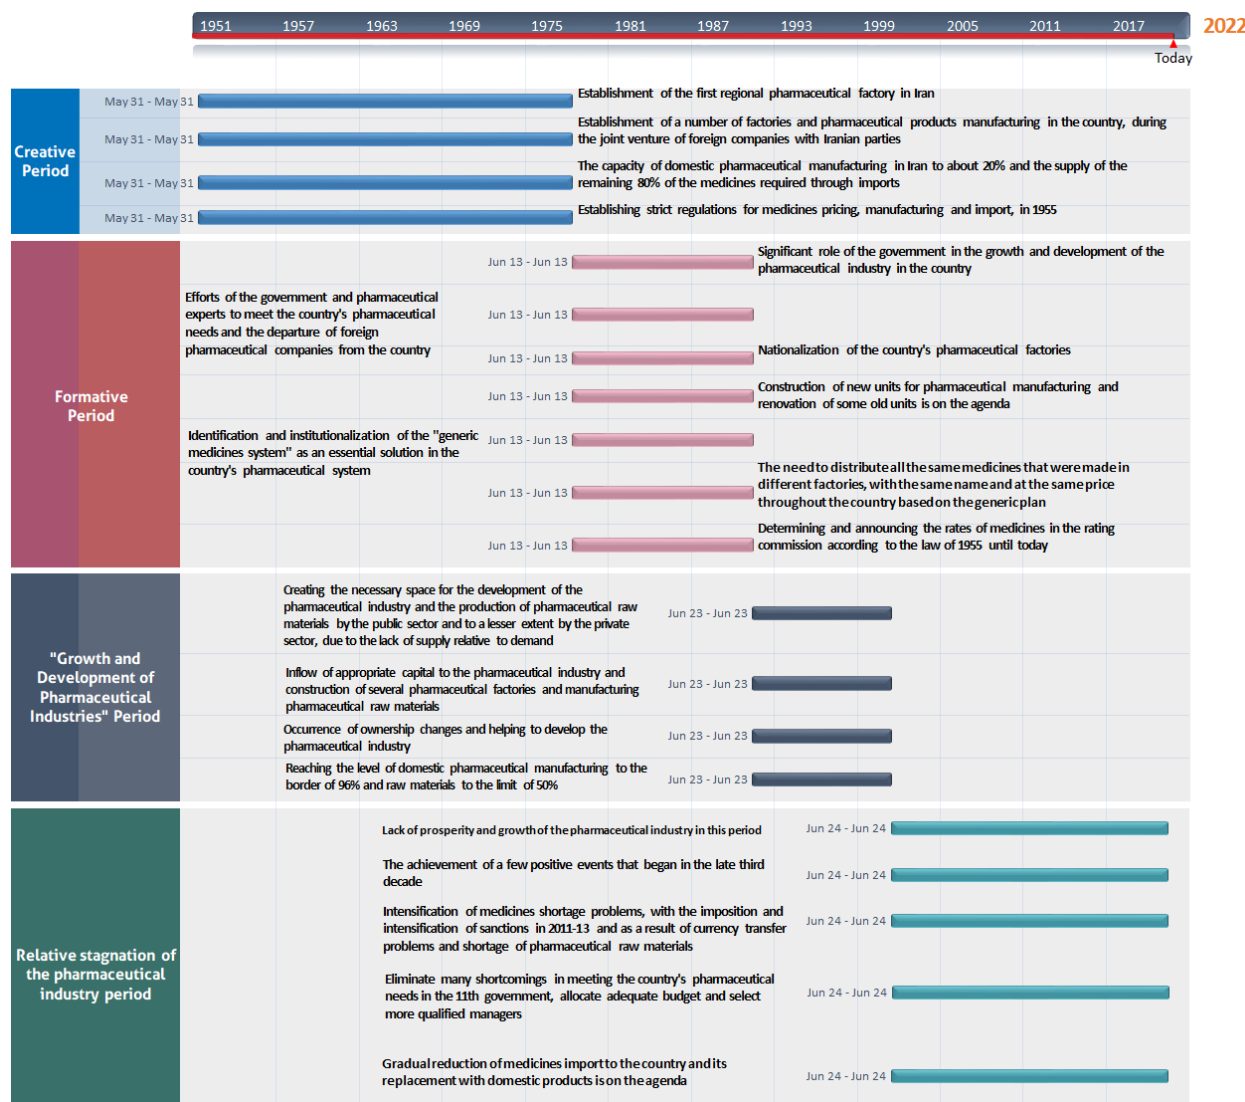 1951 1957 1963 1969 1975 1981 1987 1993 1999 2005 2011 2017 2022
Today
Creative
Period
May 31 - May 31
Establishment of the first regional pharmaceutical factory in Iran
May 31 - May 31
Establishment of a number of factories and pharmaceutical products manufacturing in the country, during
the joint venture of foreign companies with Iranian parties
May 31 - May 31
The capacity of domestic pharmaceutical manufacturing in Iran to about 20% and the supply of the
remaining 80% of the medicines required through imports
May 31 - May 31
Establishing strict regulations for medicines pricing, manufacturing and import, in 1955
Formative
Period
Jun 13 - Jun 13
Significant role of the government in the growth and development of the
pharmaceutical industry in the country
Efforts of the government and pharmaceutical
experts to meet the country's pharmaceutical
needs and the departure of foreign
pharmaceutical companies from the country
Jun 13 - Jun 13
Jun 13 - Jun 13
Nationalization of the country's pharmaceutical factories
Jun 13 - Jun 13
Construction of new units for pharmaceutical manufacturing and
renovation of some old units is on the agenda
Identification and institutionalization of the "generic
medicines system" as an essential solution in the
country's pharmaceutical system
Jun 13 - Jun 13
Jun 13 - Jun 13
The need to distribute all the same medicines that were made in
different factories, with the same name and at the same price
throughout the country based on the generic plan
Jun 13 - Jun 13
Determining and announcing the rates of medicines in the rating
commission according to the law of 1955 until today
"Growth and
Development of
Pharmaceutical
Industries" Period
Creating the necessary space for the development of the
pharmaceutical industry and the production of pharmaceutical raw
materials by the public sector and to a lesser extent by the private
sector, due to the lack of supply relative to demand
Jun 23 - Jun 23
Inflow of appropriate capital to the pharmaceutical industry and
construction of several pharmaceutical factories and manufacturing
pharmaceutical raw materials
Jun 23 - Jun 23
Occurrence of ownership changes and helping to develop the
pharmaceutical industry
Jun 23 - Jun 23
Reaching the level of domestic pharmaceutical manufacturing to the
border of 96% and raw materials to the limit of 50%
Jun 23 - Jun 23
Relative stagnation of
the pharmaceutical
industry period
Lack of prosperity and growth of the pharmaceutical industry in this period
Jun 24 - Jun 24
The achievement of a few positive events that began in the late third
decade
Jun 24 - Jun 24
Intensification of medicines shortage problems, with the imposition and
intensification of sanctions in 2011-13 and as a result of currency transfer
problems and shortage of pharmaceutical raw materials
Jun 24 - Jun 24
Eliminate many shortcomings in meeting the country's pharmaceutical
needs in the 11th government, allocate adequate budget and select
more qualified managers
Jun 24 - Jun 24
Gradual reduction of medicines import to the country and its
replacement with domestic products is on the agenda
Jun 24 - Jun 24